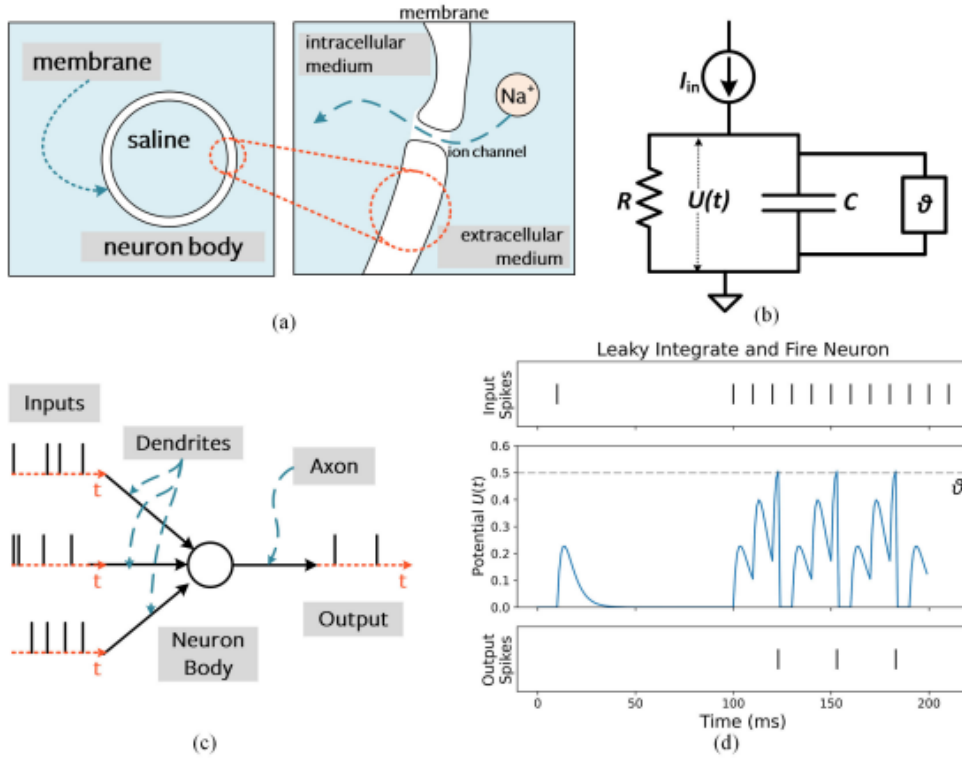 membrane
saline
neuron body
membrane
intracellular
medium
Na+
ion channel
extracellular
medium
(a)
Iin
R
U(t)
C
ϑ
(b)
Inputs
Dendrites
Axon
t
t
t
t
Neuron
Body
Output
(c)
Leaky Integrate and Fire Neuron
Input
Spikes
Potential U(t)
0.6
0.5
0.4
0.3
0.2
0.1
0.0
ϑ
Output
Spikes
0
50
100
150
200
Time (ms)
(d)